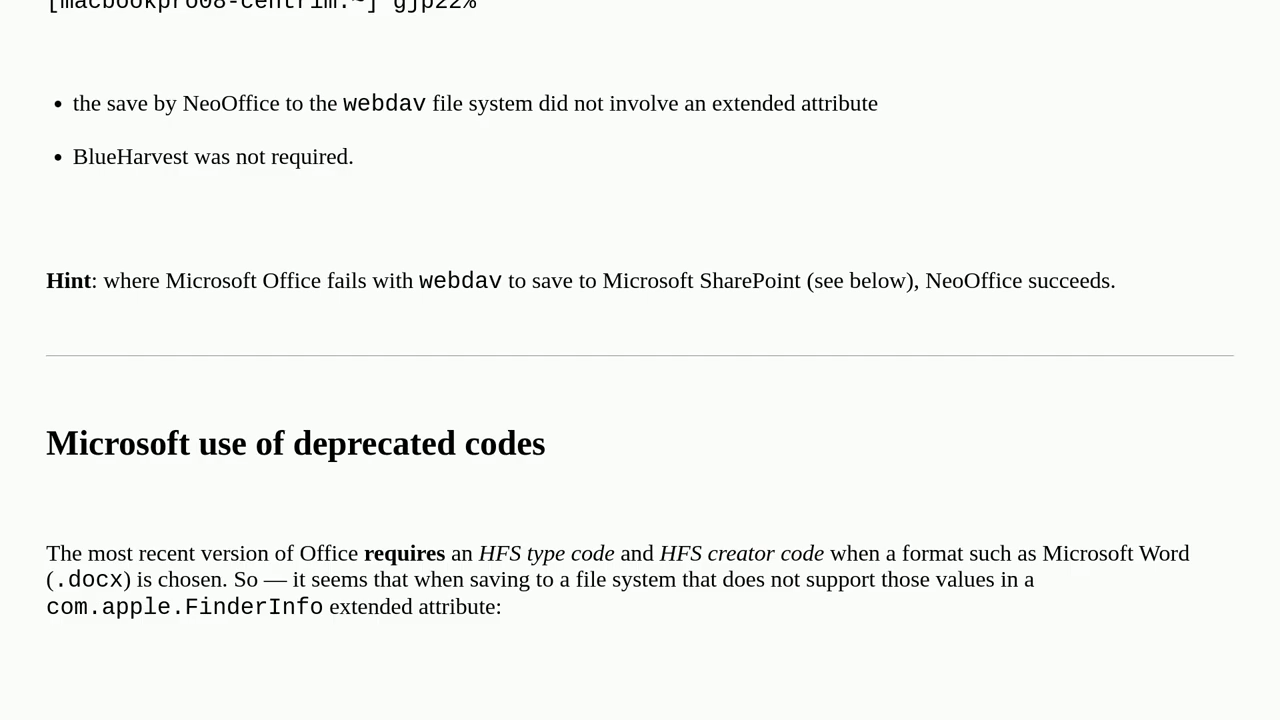 [macbookpro08-centrim:~] gjp22%
the save by NeoOffice to the webdav file system did not involve an extended attribute
BlueHarvest was not required.
Hint: where Microsoft Office fails with webdav to save to Microsoft SharePoint (see below), NeoOffice succeeds.
Microsoft use of deprecated codes
The most recent version of Office requires an HFS type code and HFS creator code when a format such as Microsoft Word
(.docx) is chosen. So — it seems that when saving to a file system that does not support those values in a
com.apple.FinderInfo extended attribute: